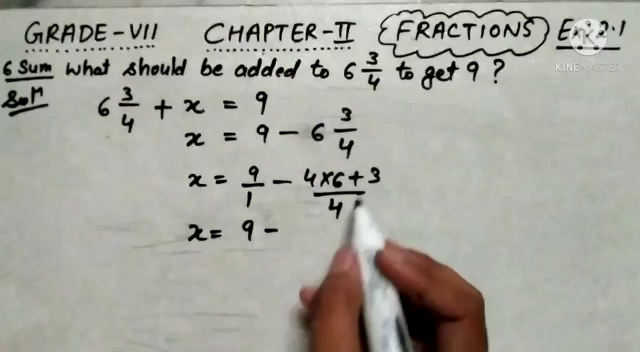 GRADE-VII CHAPTER-II FRACTIONS Ex 2.1
KINEMASTER
6 Sum What should be added to 6 3/4 to get 9 ?
Solⁿ
6 3/4 + x = 9
x = 9 - 6 3/4
x = 9/1 - 4×6+3/4
x = 9 -